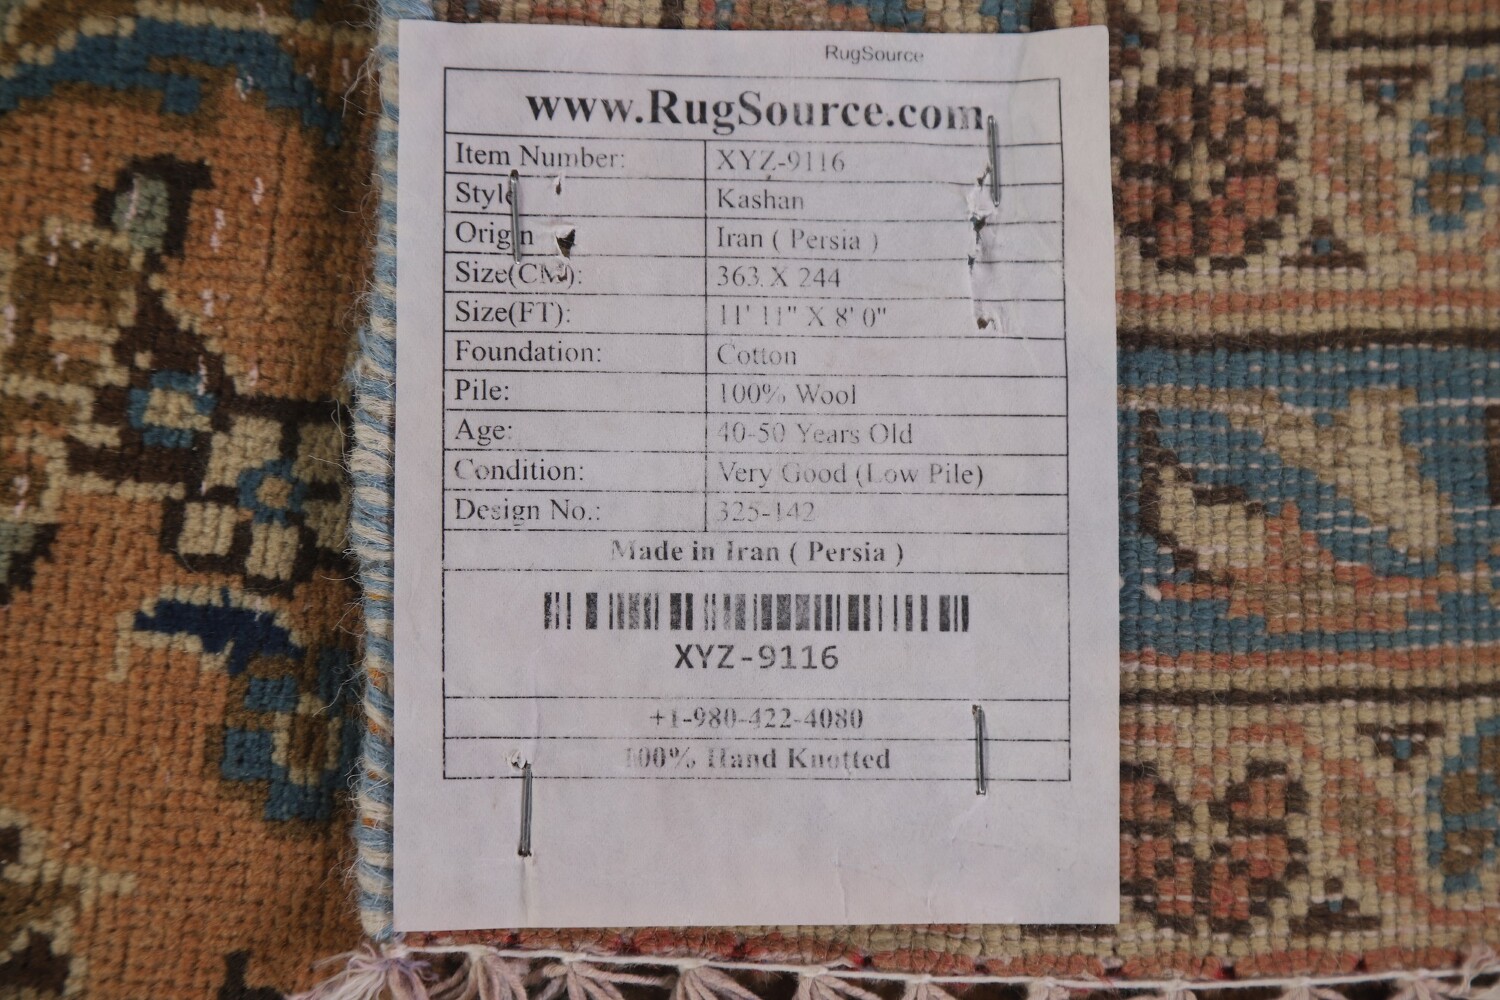 RugSource
www.RugSource.com
Item Number: XYZ-9116
Style Kashan
Origin Iran ( Persia )
Size(CM): 363 X 244
Size(FT): 11' 11" X 8' 0"
Foundation: Cotton
Pile: 100% Wool
Age: 40-50 Years Old
Condition: Very Good (Low Pile)
Design No.: 325-142
Made in Iran ( Persia )
XYZ-9116
+1-980-422-4080
100% Hand Knotted